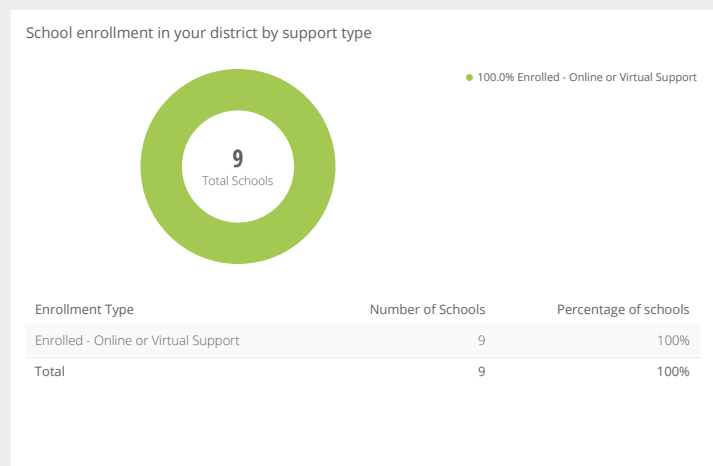 School enrollment in your district by support type
100.0% Enrolled - Online or Virtual Support
9
Total Schools
Enrollment Type Number of Schools Percentage of schools
Enrolled - Online or Virtual Support 9 100%
Total 9 100%